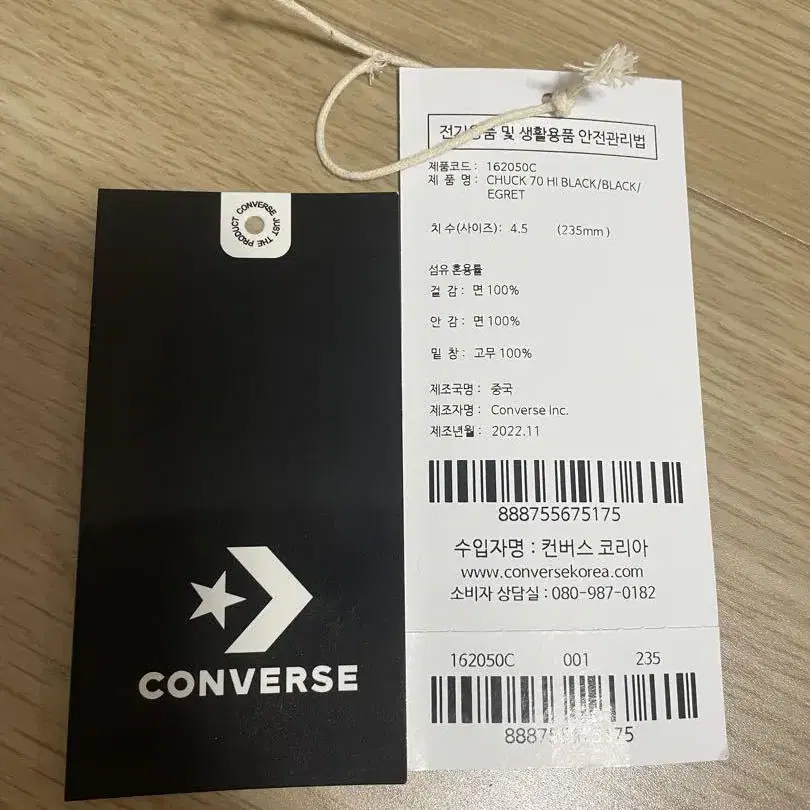 CONVERSE JUST THE PRODUCT
CONVERSE
전기용품 및 생활용품 안전관리법
제품코드 : 162050C
제 품 명 : CHUCK 70 HI BLACK/BLACK/
EGRET
치 수(사이즈) : 4.5 (235mm )
섬유 혼용률
겉 감 : 면 100%
안 감 : 면 100%
밑 창 : 고무 100%
제조국명 : 중국
제조자명 : Converse Inc.
제조년월 : 2022.11
888755675175
수입자명 : 컨버스 코리아
www.conversekorea.com
소비자 상담실 : 080-987-0182
162050C 001 235
888755675175